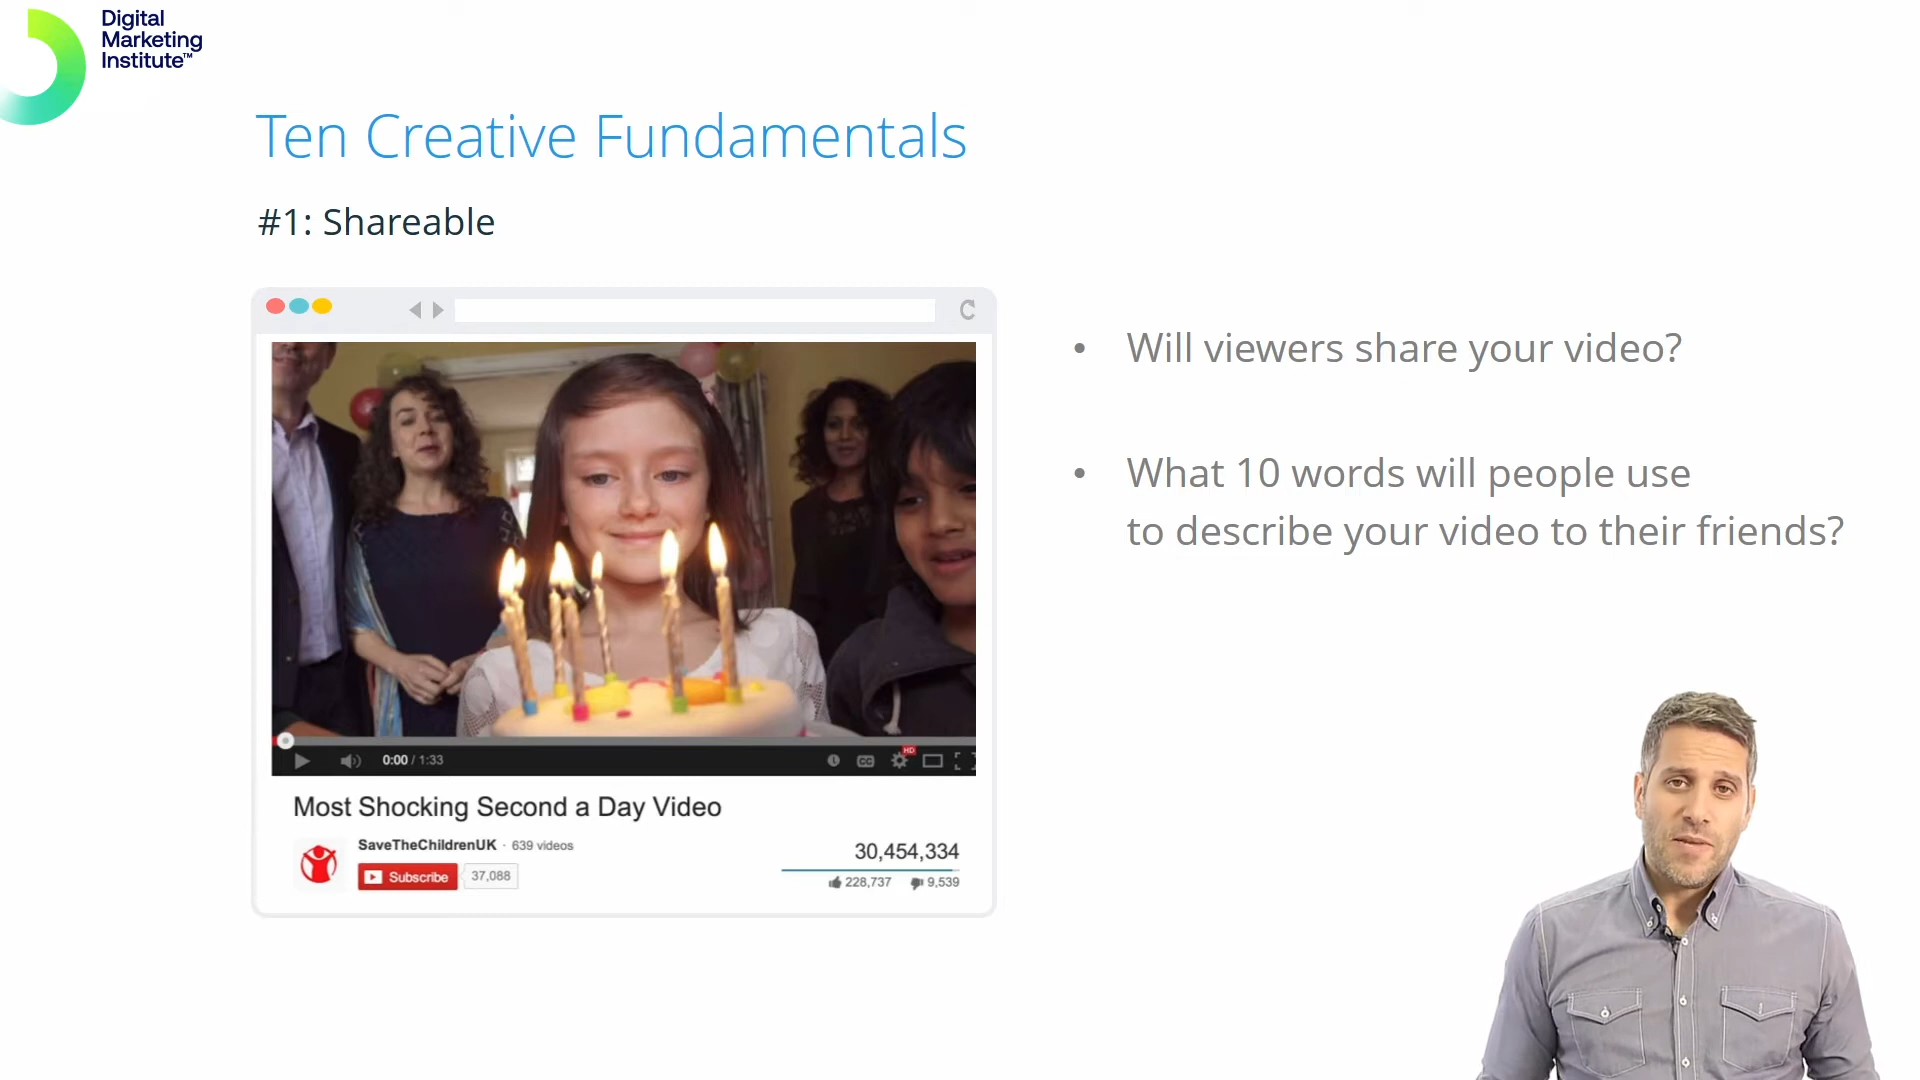 Digital
Marketing
Institute™
Ten Creative Fundamentals
#1: Shareable
• Will viewers share your video?
• What 10 words will people use
to describe your video to their friends?
0:00 / 1:33
CC
HD
Most Shocking Second a Day Video
SaveTheChildrenUK · 639 videos
Subscribe 37,088
30,454,334
228,737 9,539